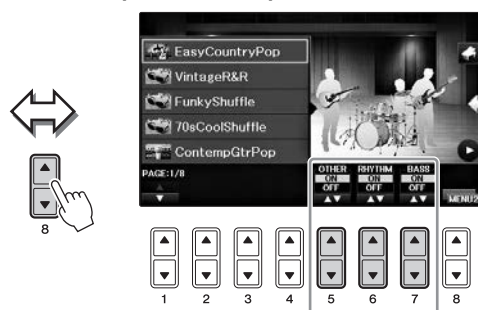 EasyCountryPop
VintageR&R
FunkyShuffle
70sCoolShuffle
ContempGtrPop
PAGE:1/8
OTHER RHYTHM BASS
ON ON ON
OFF OFF OFF
MENU2
8
1 2 3 4 5 6 7 8